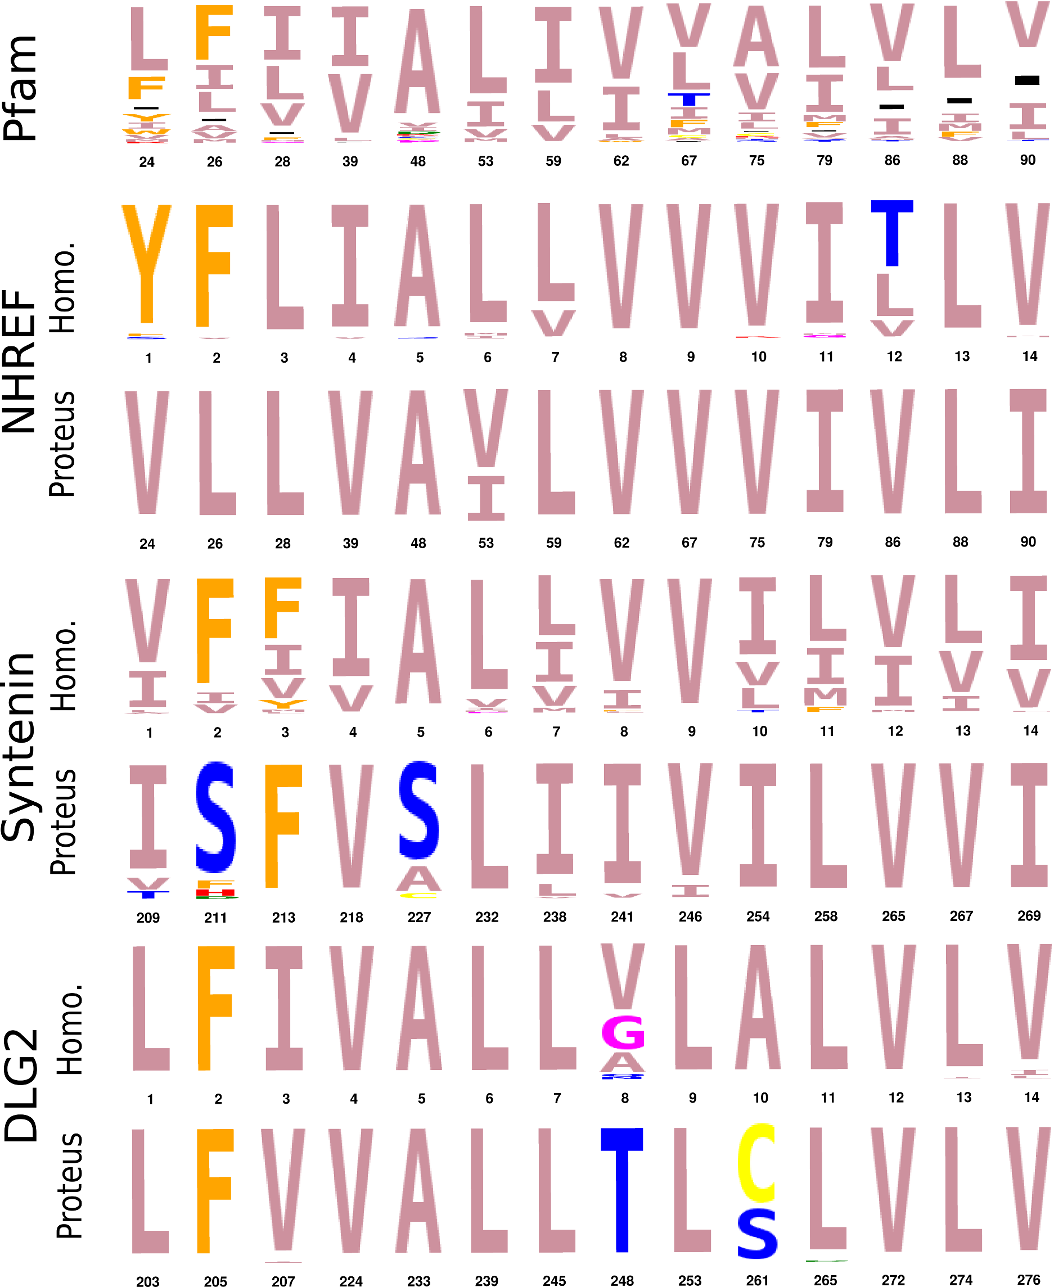 Pfam
L F I I A L I V V A L V L V
F I L V I L I L V I L I
L V V V T I I
24 26 28 39 48 53 59 62 67 75 79 86 88 90
NHREF
Homo.
Y F L I A L L V V V I T L V
V L
V
1 2 3 4 5 6 7 8 9 10 11 12 13 14
Proteus
V L L V A V L V V V I V L I
I
24 26 28 39 48 53 59 62 67 75 79 86 88 90
Syntenin
Homo.
V F F I A L L V V I L V L I
I I I V V I I V I I V V
V V V L M I
1 2 3 4 5 6 7 8 9 10 11 12 13 14
Proteus
I S F V S L I I V I L V V I
V A L V I
T
209 211 213 218 227 232 238 241 246 254 258 265 267 269
DLG2
Homo.
L F I V A L L V L A L V L V
G
A
1 2 3 4 5 6 7 8 9 10 11 12 13 14
Proteus
L F V V A L L T L C L V L V
S
203 205 207 224 233 239 245 248 253 261 265 272 274 276